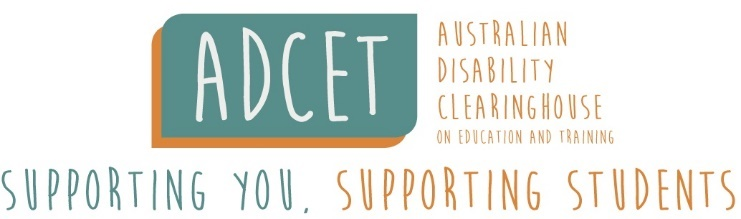 ADCET
AUSTRALIAN
DISABILITY
CLEARINGHOUSE
ON EDUCATION AND TRAINING
SUPPORTING YOU, SUPPORTING STUDENTS